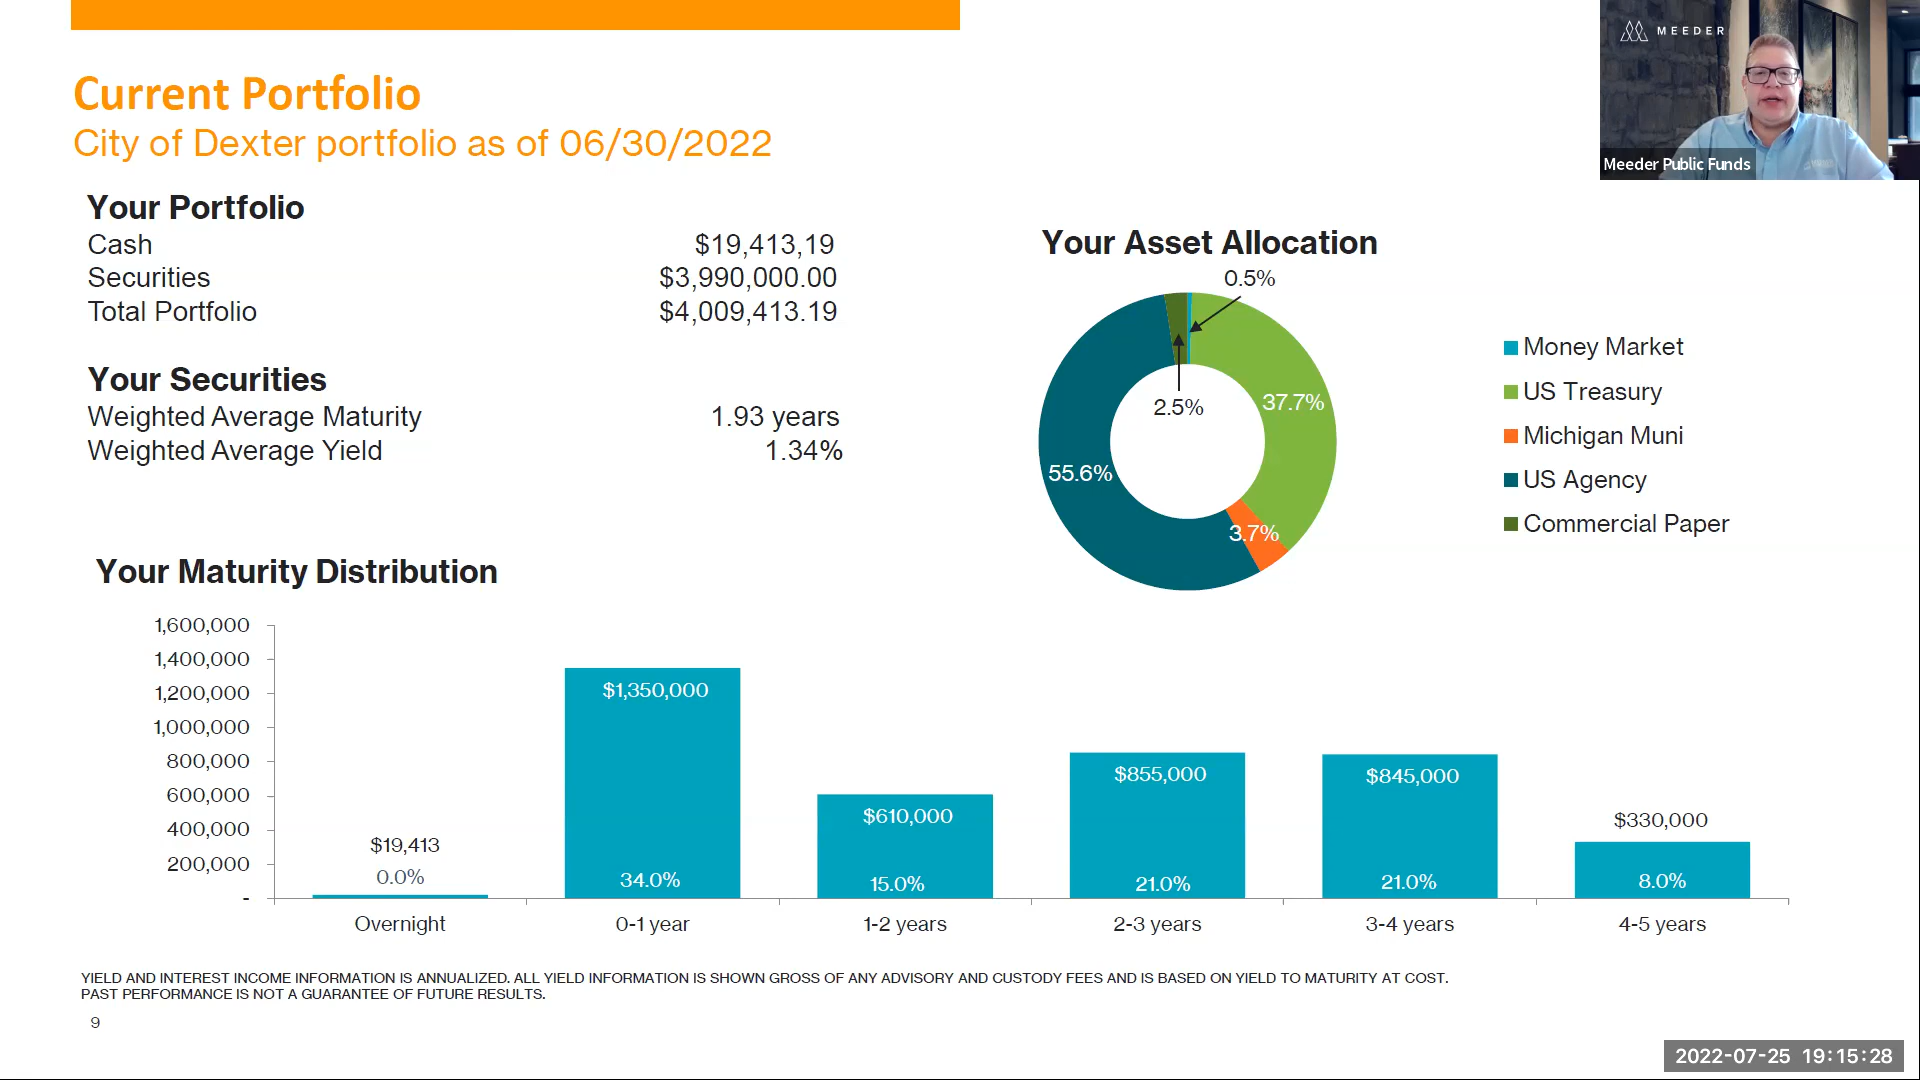 MEEDER
Meeder Public Funds
Current Portfolio
City of Dexter portfolio as of 06/30/2022
Your Portfolio
Cash $19,413,19
Securities $3,990,000.00
Total Portfolio $4,009,413.19
Your Securities
Weighted Average Maturity 1.93 years
Weighted Average Yield 1.34%
Your Asset Allocation
0.5%
37.7%
2.5%
55.6%
3.7%
Money Market
US Treasury
Michigan Muni
US Agency
Commercial Paper
Your Maturity Distribution
1,600,000
1,400,000
1,200,000
1,000,000
800,000
600,000
400,000
200,000
-
$19,413
0.0%
$1,350,000
34.0%
$610,000
15.0%
$855,000
21.0%
$845,000
21.0%
$330,000
8.0%
Overnight 0-1 year 1-2 years 2-3 years 3-4 years 4-5 years
YIELD AND INTEREST INCOME INFORMATION IS ANNUALIZED. ALL YIELD INFORMATION IS SHOWN GROSS OF ANY ADVISORY AND CUSTODY FEES AND IS BASED ON YIELD TO MATURITY AT COST.
PAST PERFORMANCE IS NOT A GUARANTEE OF FUTURE RESULTS.
9
2022-07-25 19:15:28